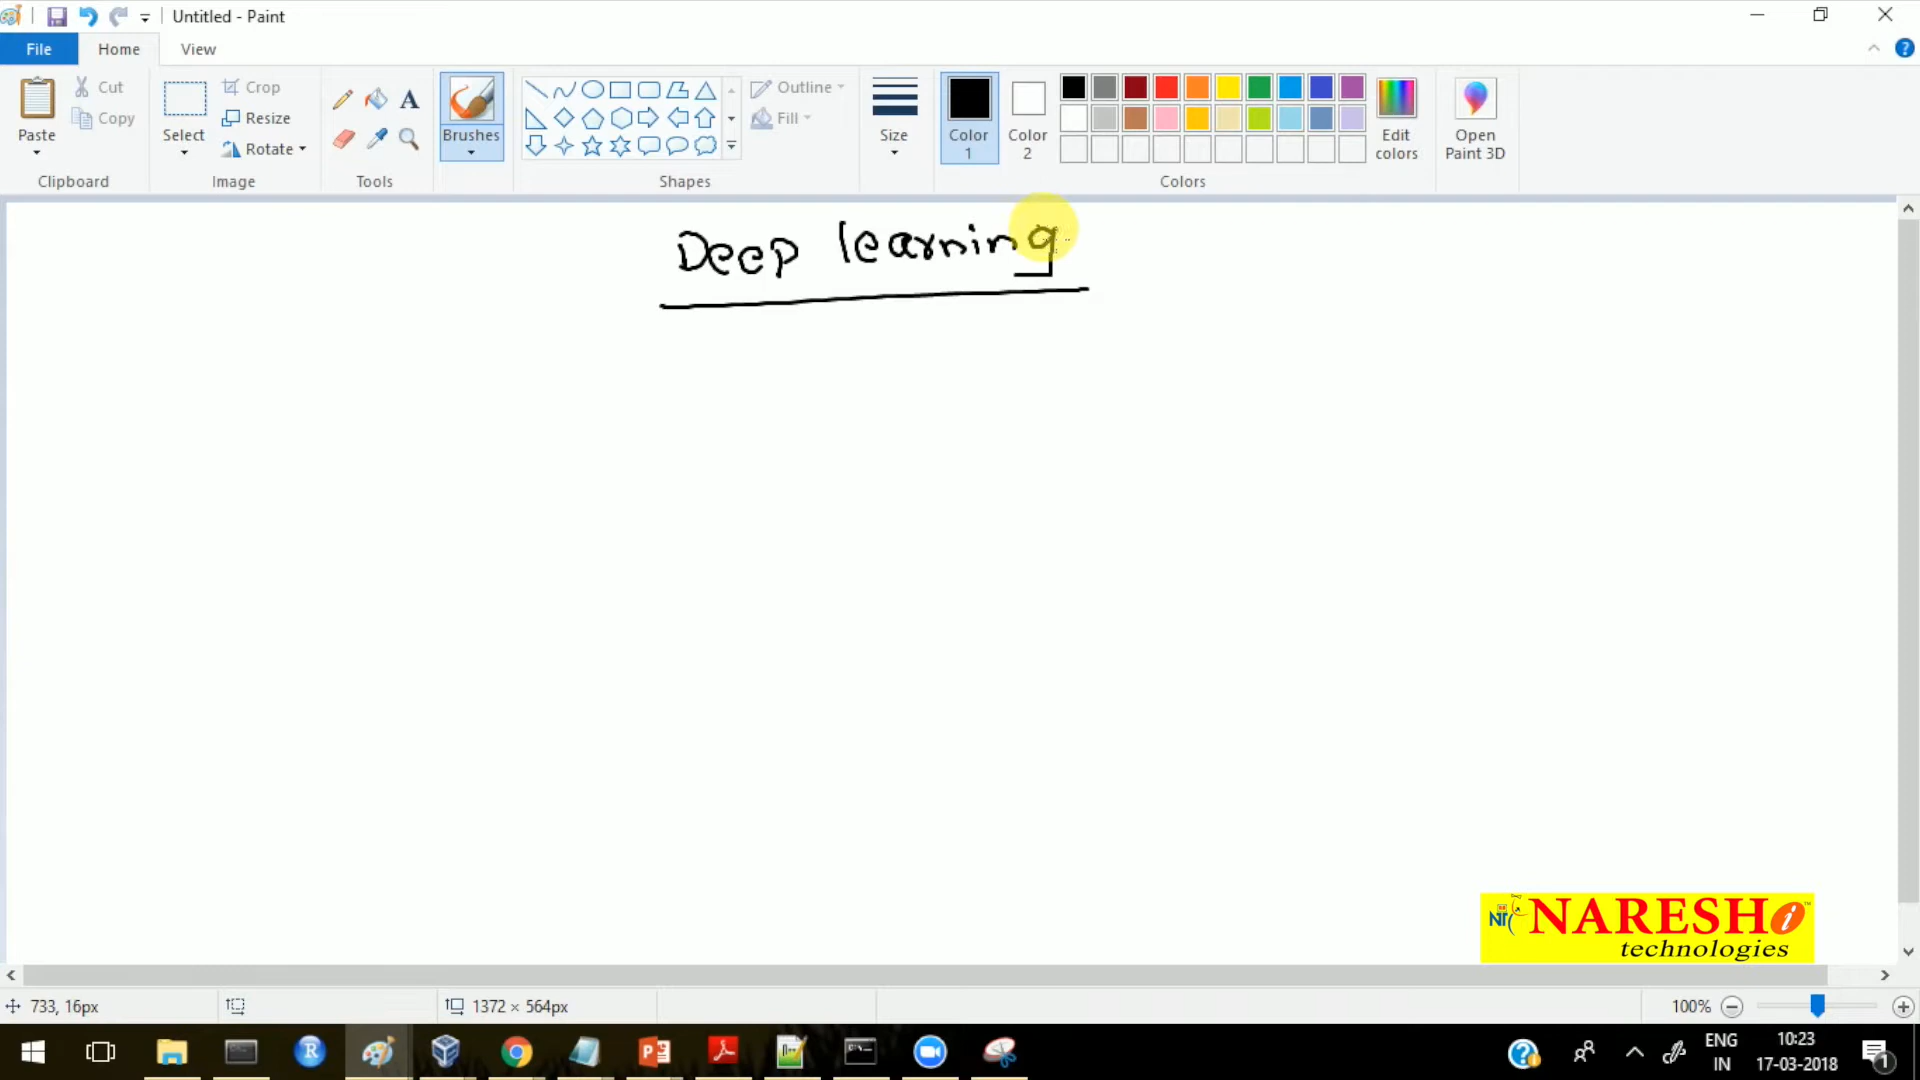 Untitled - Paint
File Home View
Paste
Cut
Copy
Clipboard
Select
Crop
Resize
Rotate
Image
A
Tools
Brushes
Shapes
Outline
Fill
Size
Color 1
Color 2
Edit colors
Colors
Open Paint 3D
Deep learning
NARESH i ™
technologies
733, 16px
1372 × 564px
100%
ENG
IN
10:23
17-03-2018
1